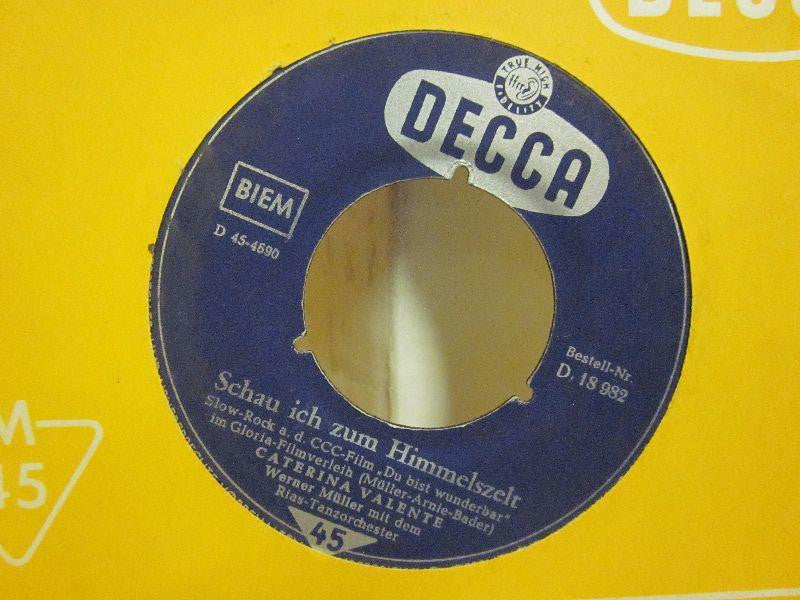 DECCA
TRUE HIGH FIDELITY
BIEM
D 45-4690
Bestell-Nr.
D. 18 982
Schau ich zum Himmelszelt
Slow-Rock a. d. CCC-Film „Du bist wunderbar"
im Gloria-Filmverleih (Müller-Arnie-Bader)
CATERINA VALENTE
Werner Müller mit dem
Rias-Tanzorchester
45
M
45